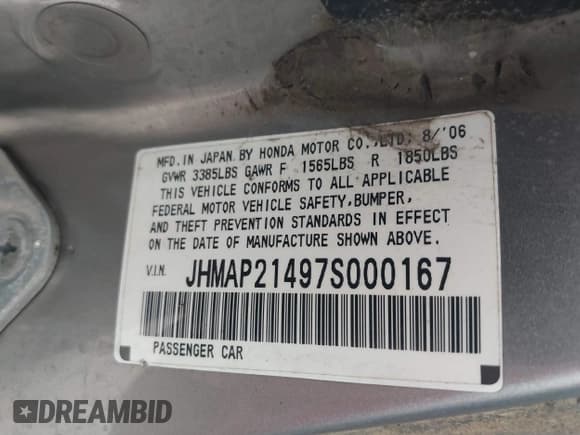 MFD. IN JAPAN BY HONDA MOTOR CO., LTD. 8/'06
GVWR 3385LBS GAWR F 1565LBS R 1850LBS
THIS VEHICLE CONFORMS TO ALL APPLICABLE
FEDERAL MOTOR VEHICLE SAFETY, BUMPER,
AND THEFT PREVENTION STANDARDS IN EFFECT
ON THE DATE OF MANUFACTURE SHOWN ABOVE.
V.I.N. JHMAP21497S000167
PASSENGER CAR
DREAMBID